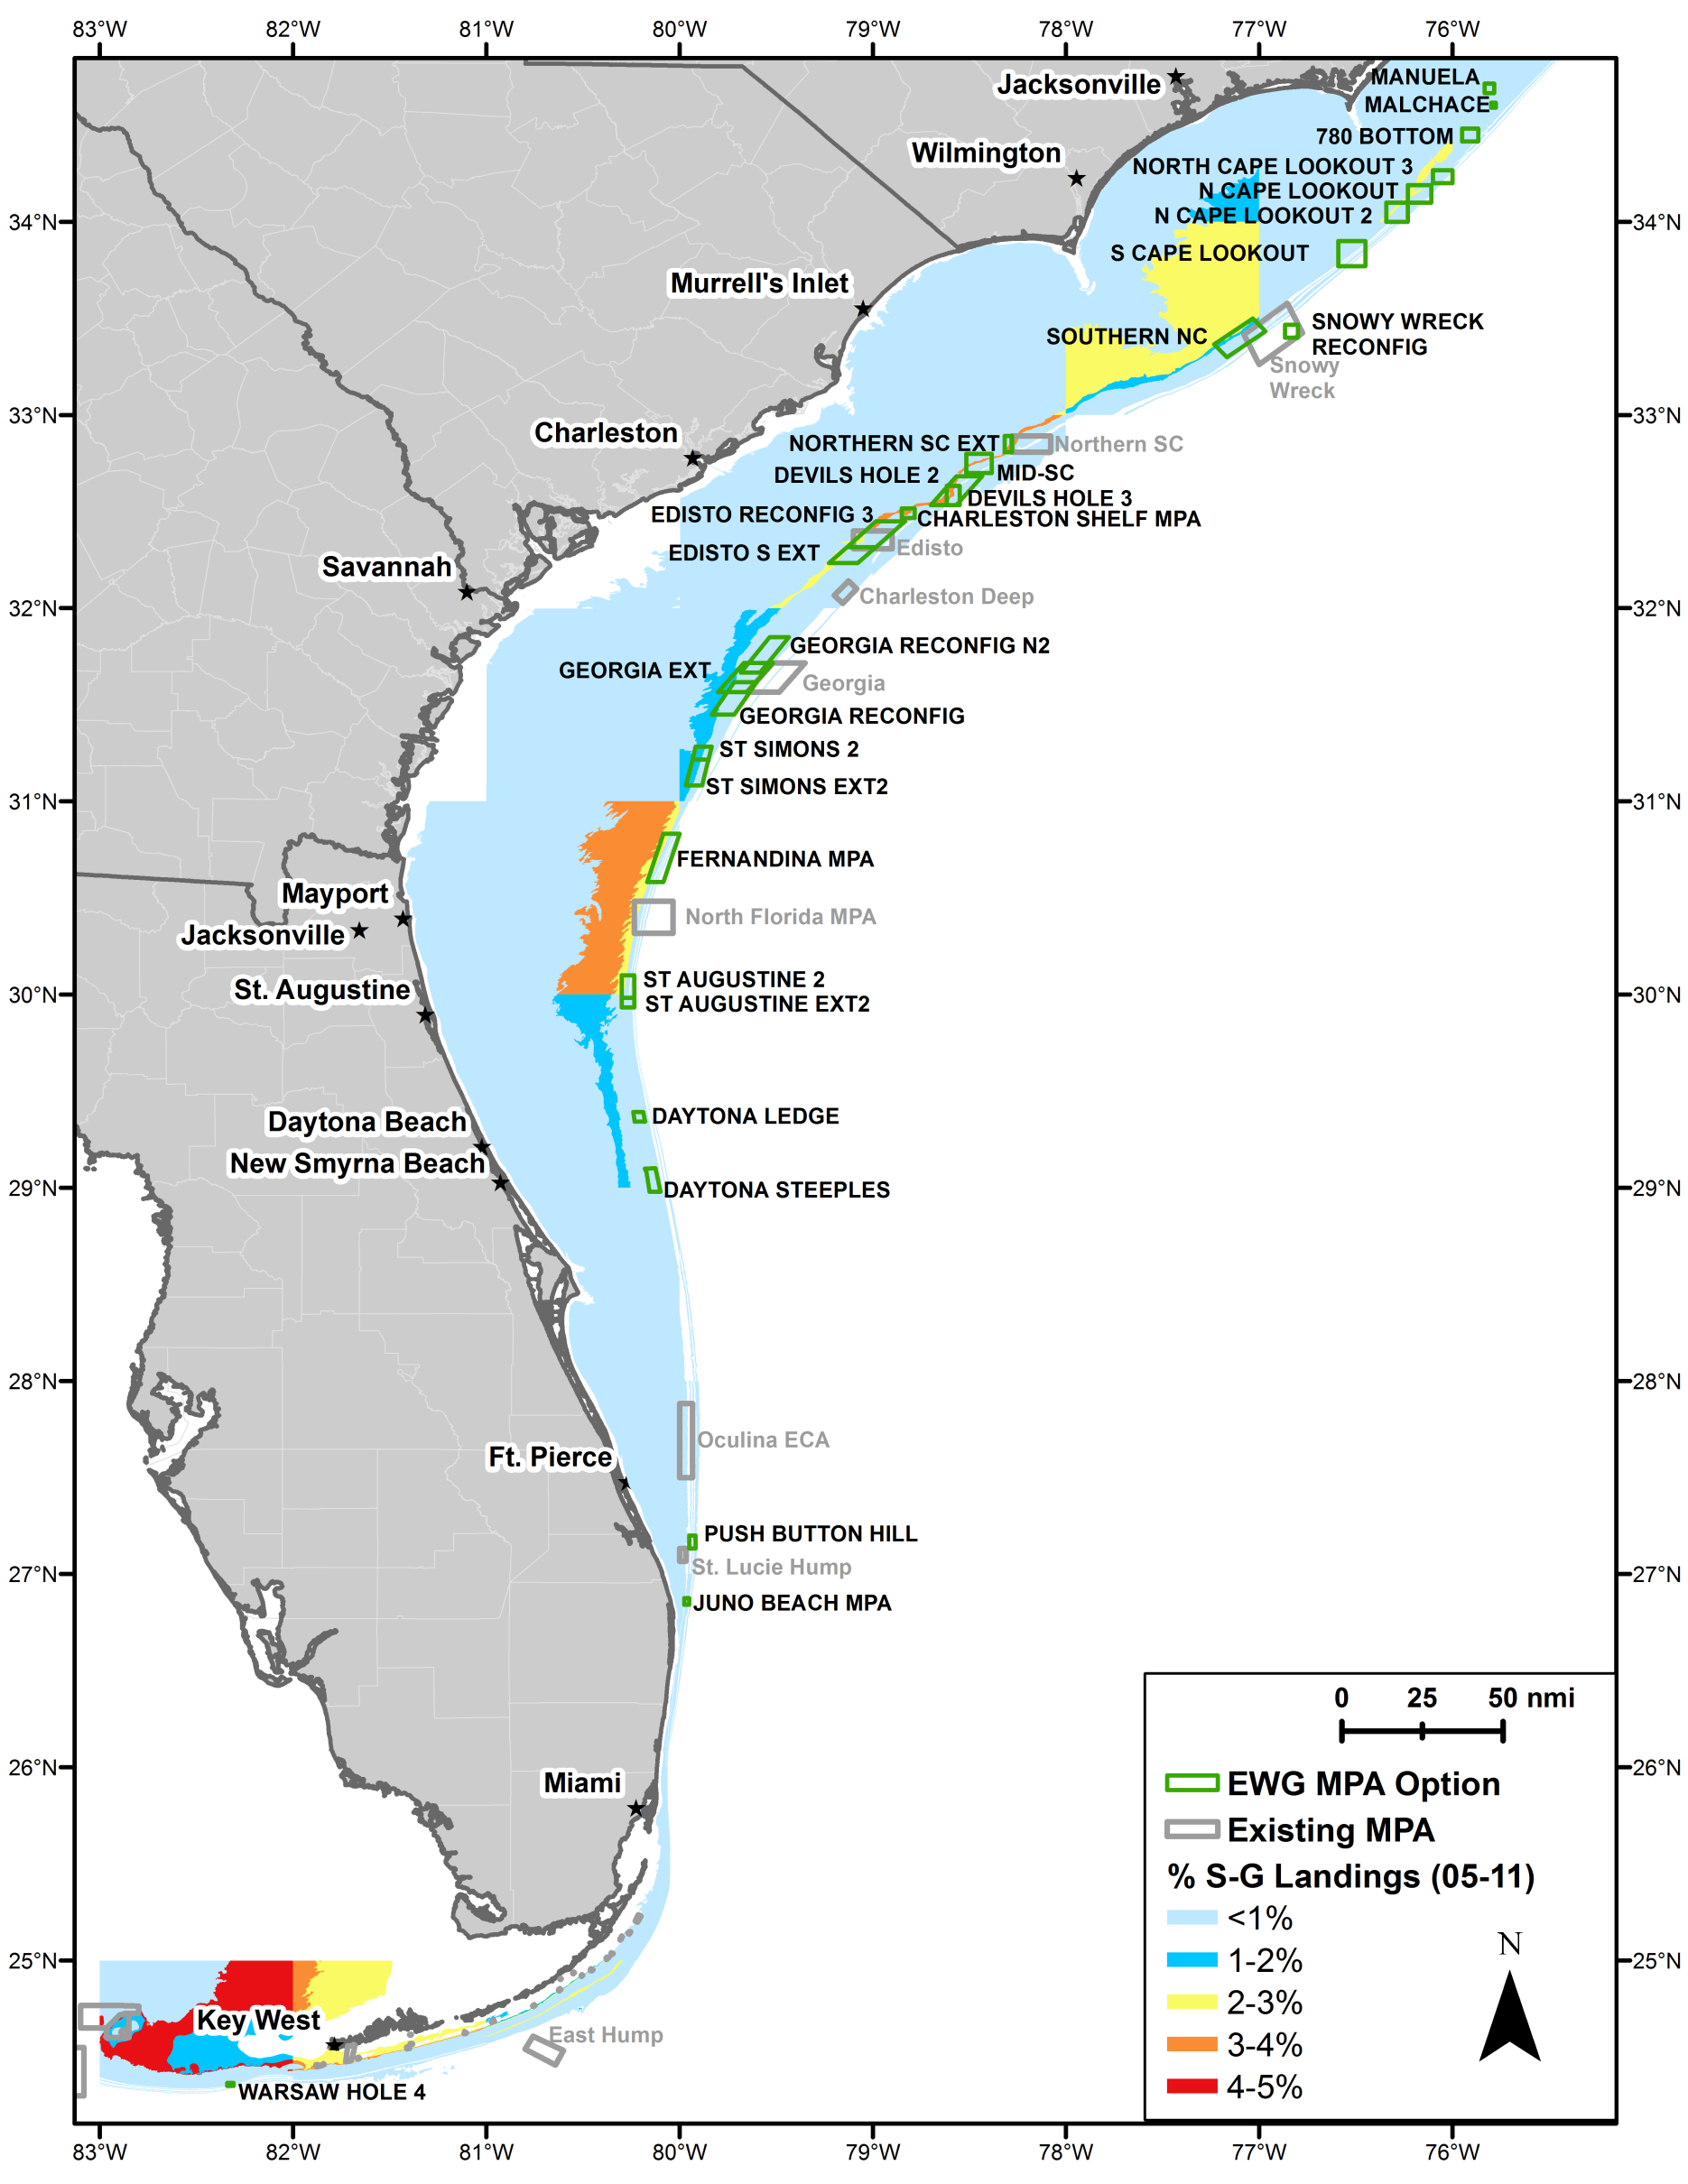 83°W 82°W 81°W 80°W 79°W 78°W 77°W 76°W
Jacksonville
MANUELA
MALCHACE
780 BOTTOM
Wilmington
NORTH CAPE LOOKOUT 3
N CAPE LOOKOUT
N CAPE LOOKOUT 2
34°N 34°N
S CAPE LOOKOUT
Murrell's Inlet
SNOWY WRECK
RECONFIG
SOUTHERN NC
Snowy
Wreck
33°N 33°N
Charleston
NORTHERN SC EXT
Northern SC
DEVILS HOLE 2
MID-SC
DEVILS HOLE 3
EDISTO RECONFIG 3
CHARLESTON SHELF MPA
Edisto
EDISTO S EXT
Savannah
Charleston Deep
32°N 32°N
GEORGIA RECONFIG N2
GEORGIA EXT
Georgia
GEORGIA RECONFIG
ST SIMONS 2
ST SIMONS EXT2
31°N 31°N
FERNANDINA MPA
Mayport
North Florida MPA
Jacksonville
ST AUGUSTINE 2
St. Augustine
30°N 30°N
ST AUGUSTINE EXT2
DAYTONA LEDGE
Daytona Beach
New Smyrna Beach
29°N 29°N
DAYTONA STEEPLES
28°N 28°N
Oculina ECA
Ft. Pierce
PUSH BUTTON HILL
St. Lucie Hump
27°N 27°N
JUNO BEACH MPA
26°N 26°N
Miami
25°N 25°N
Key West
East Hump
WARSAW HOLE 4
0 25 50 nmi
EWG MPA Option
Existing MPA
% S-G Landings (05-11)
<1%
1-2%
2-3%
3-4%
4-5%
N
83°W 82°W 81°W 80°W 79°W 78°W 77°W 76°W